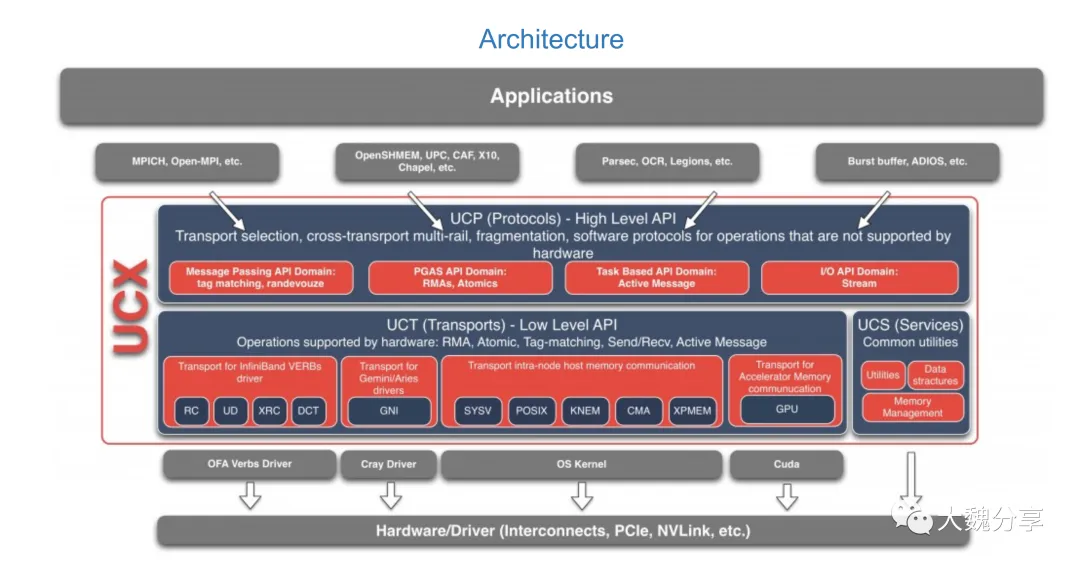 Architecture
Applications
MPICH, Open-MPI, etc.
OpenSHMEM, UPC, CAF, X10,
Chapel, etc.
Parsec, OCR, Legions, etc.
Burst buffer, ADIOS, etc.
UCX
UCP (Protocols) - High Level API
Transport selection, cross-transrport multi-rail, fragmentation, software protocols for operations that are not supported by
hardware
Message Passing API Domain:
tag matching, randevouze
PGAS API Domain:
RMAs, Atomics
Task Based API Domain:
Active Message
I/O API Domain:
Stream
UCT (Transports) - Low Level API
Operations supported by hardware: RMA, Atomic, Tag-matching, Send/Recv, Active Message
Transport for InfiniBand VERBs
driver
RC
UD
XRC
DCT
Transport for
Gemini/Aries
drivers
GNI
Transport intra-node host memory communication
SYSV
POSIX
KNEM
CMA
XPMEM
Transport for
Accelerator Memory
communucation
GPU
UCS (Services)
Common utilities
Utilities
Data
stractures
Memory
Management
OFA Verbs Driver
Cray Driver
OS Kernel
Cuda
Hardware/Driver (Interconnects, PCIe, NVLink, etc.)
大魏分享